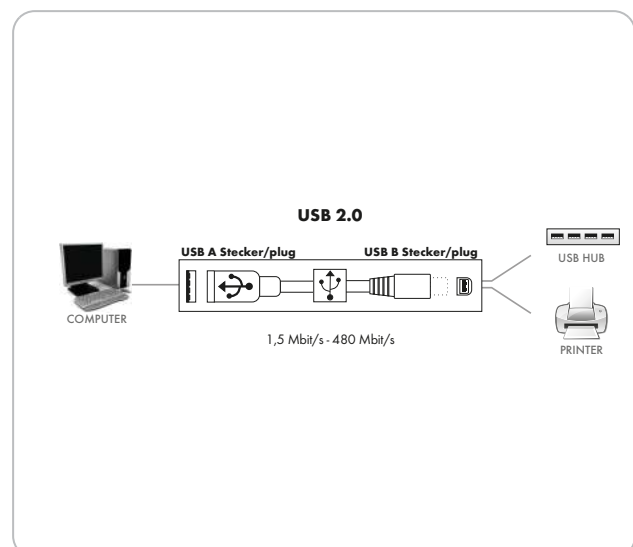 USB 2.0
USB A Stecker/plug
USB B Stecker/plug
USB HUB
COMPUTER
PRINTER
1,5 Mbit/s - 480 Mbit/s